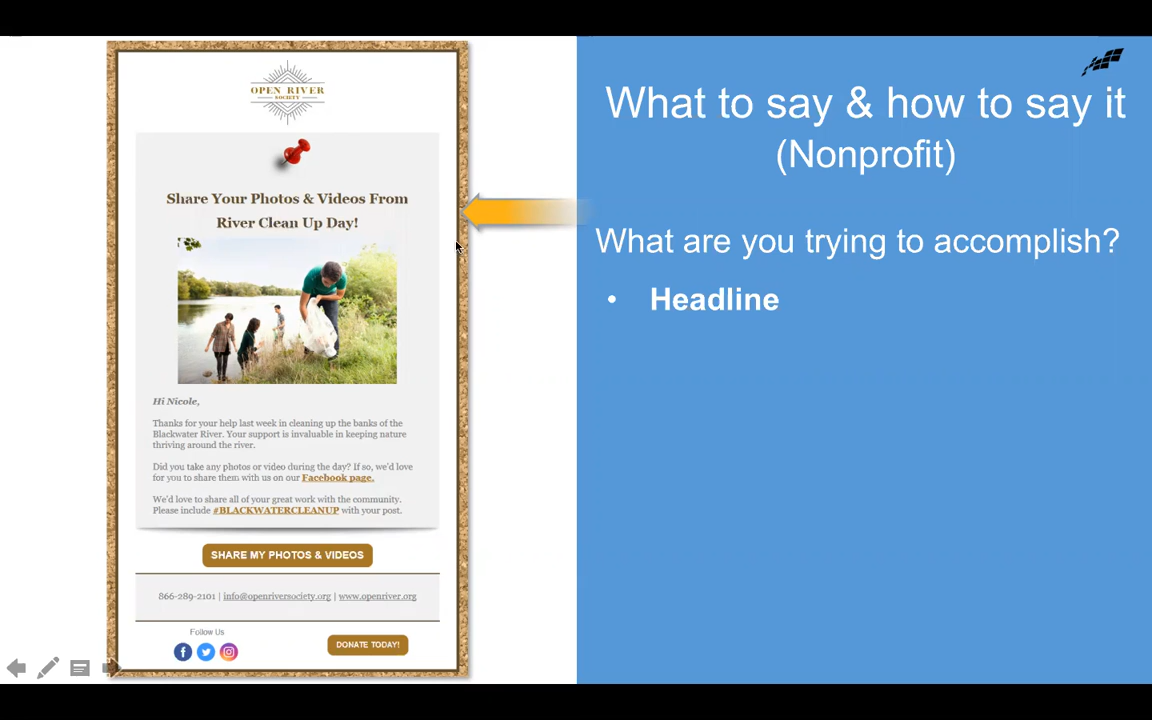 OPEN RIVER
SOCIETY
Share Your Photos & Videos From
River Clean Up Day!
Hi Nicole,
Thanks for your help last week in cleaning up the banks of the
Blackwater River. Your support is invaluable in keeping nature
thriving around the river.
Did you take any photos or video during the day? If so, we'd love
for you to share them with us on our Facebook page.
We'd love to share all of your great work with the community.
Please include #BLACKWATERCLEANUP with your post.
SHARE MY PHOTOS & VIDEOS
866-289-2101 | info@openriversociety.org | www.openriver.org
Follow Us
DONATE TODAY!
What to say & how to say it
(Nonprofit)
What are you trying to accomplish?
• Headline